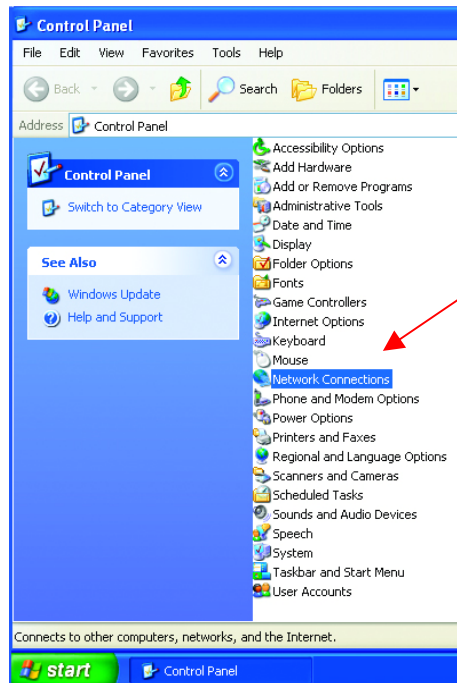 Control Panel
File Edit View Favorites Tools Help
Back Search Folders
Address Control Panel
Control Panel
Switch to Category View
See Also
Windows Update
Help and Support
Accessibility Options
Add Hardware
Add or Remove Programs
Administrative Tools
Date and Time
Display
Folder Options
Fonts
Game Controllers
Internet Options
Keyboard
Mouse
Network Connections
Phone and Modem Options
Power Options
Printers and Faxes
Regional and Language Options
Scanners and Cameras
Scheduled Tasks
Sounds and Audio Devices
Speech
System
Taskbar and Start Menu
User Accounts
Connects to other computers, networks, and the Internet.
start Control Panel